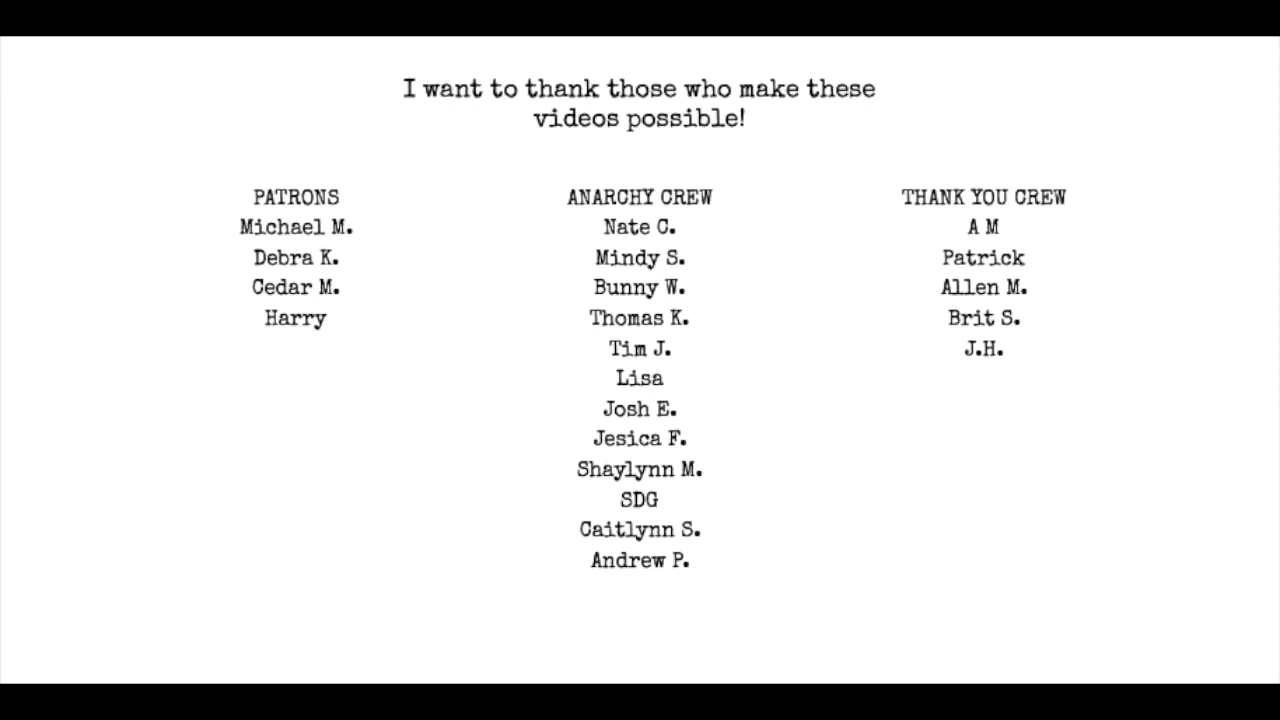 I want to thank those who make these
videos possible!
PATRONS
Michael M.
Debra K.
Cedar M.
Harry
ANARCHY CREW
Nate C.
Mindy S.
Bunny W.
Thomas K.
Tim J.
Lisa
Josh E.
Jesica F.
Shaylynn M.
SDG
Caitlynn S.
Andrew P.
THANK YOU CREW
A M
Patrick
Allen M.
Brit S.
J.H.